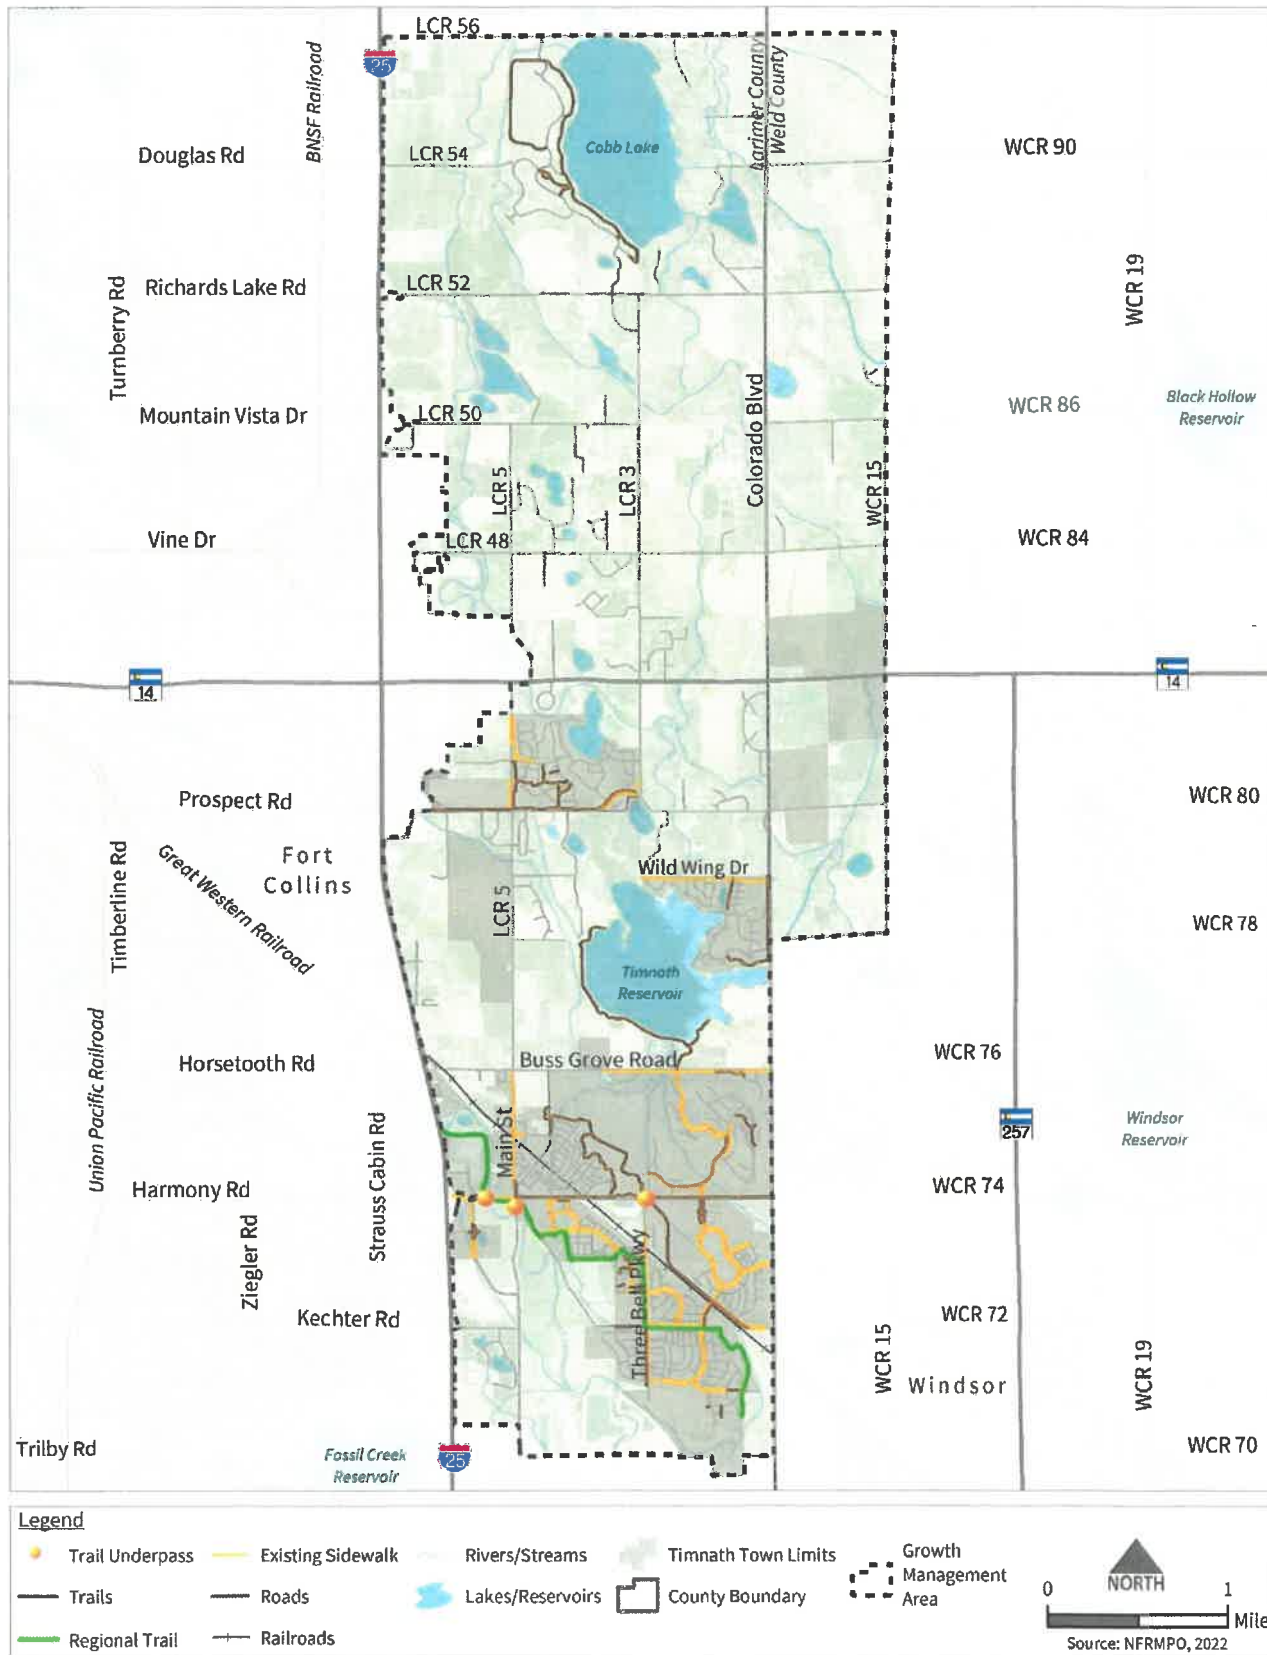 LCR 56
25
BNSF Railroad
Larimer County
Weld County
Cobb Lake
Douglas Rd
LCR 54
WCR 90
Turnberry Rd
Richards Lake Rd
LCR 52
WCR 19
Mountain Vista Dr
LCR 50
Colorado Blvd
WCR 86
Black Hollow
Reservoir
LCR 5
LCR 3
WCR 15
Vine Dr
LCR 48
WCR 84
14
14
Prospect Rd
WCR 80
Timberline Rd
Great Western Railroad
Fort
Collins
Wild Wing Dr
LCR 5
WCR 78
Timnath
Reservoir
Union Pacific Railroad
Horsetooth Rd
Buss Grove Road
WCR 76
Strauss Cabin Rd
Main St
257
Windsor
Reservoir
Harmony Rd
WCR 74
Ziegler Rd
Three Bell Pkwy
Kechter Rd
WCR 72
WCR 15
Windsor
WCR 19
Trilby Rd
Fossil Creek
Reservoir
25
WCR 70
Legend
Trail Underpass
Existing Sidewalk
Rivers/Streams
Timnath Town Limits
Growth
Management
Area
Trails
Roads
Lakes/Reservoirs
County Boundary
Regional Trail
Railroads
NORTH
0 1
Mile
Source: NFRMPO, 2022